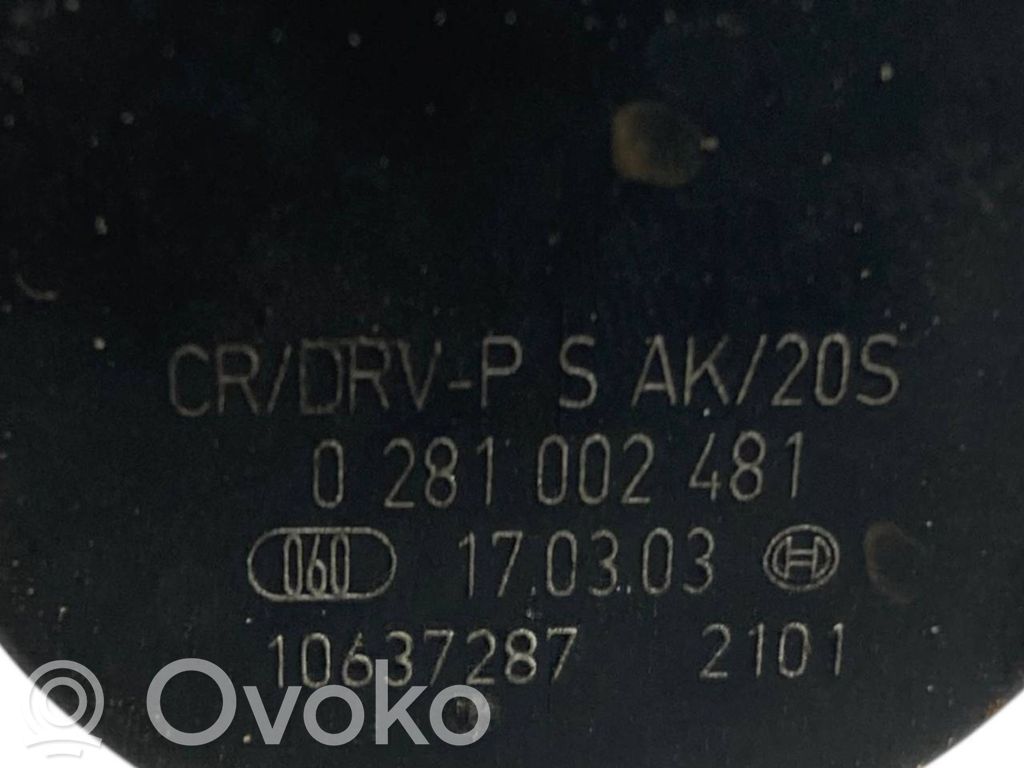 CR/DRV-P S AK/20S
0 281 002 481
060 17.03.03 H
10637287 2101
Ovoko